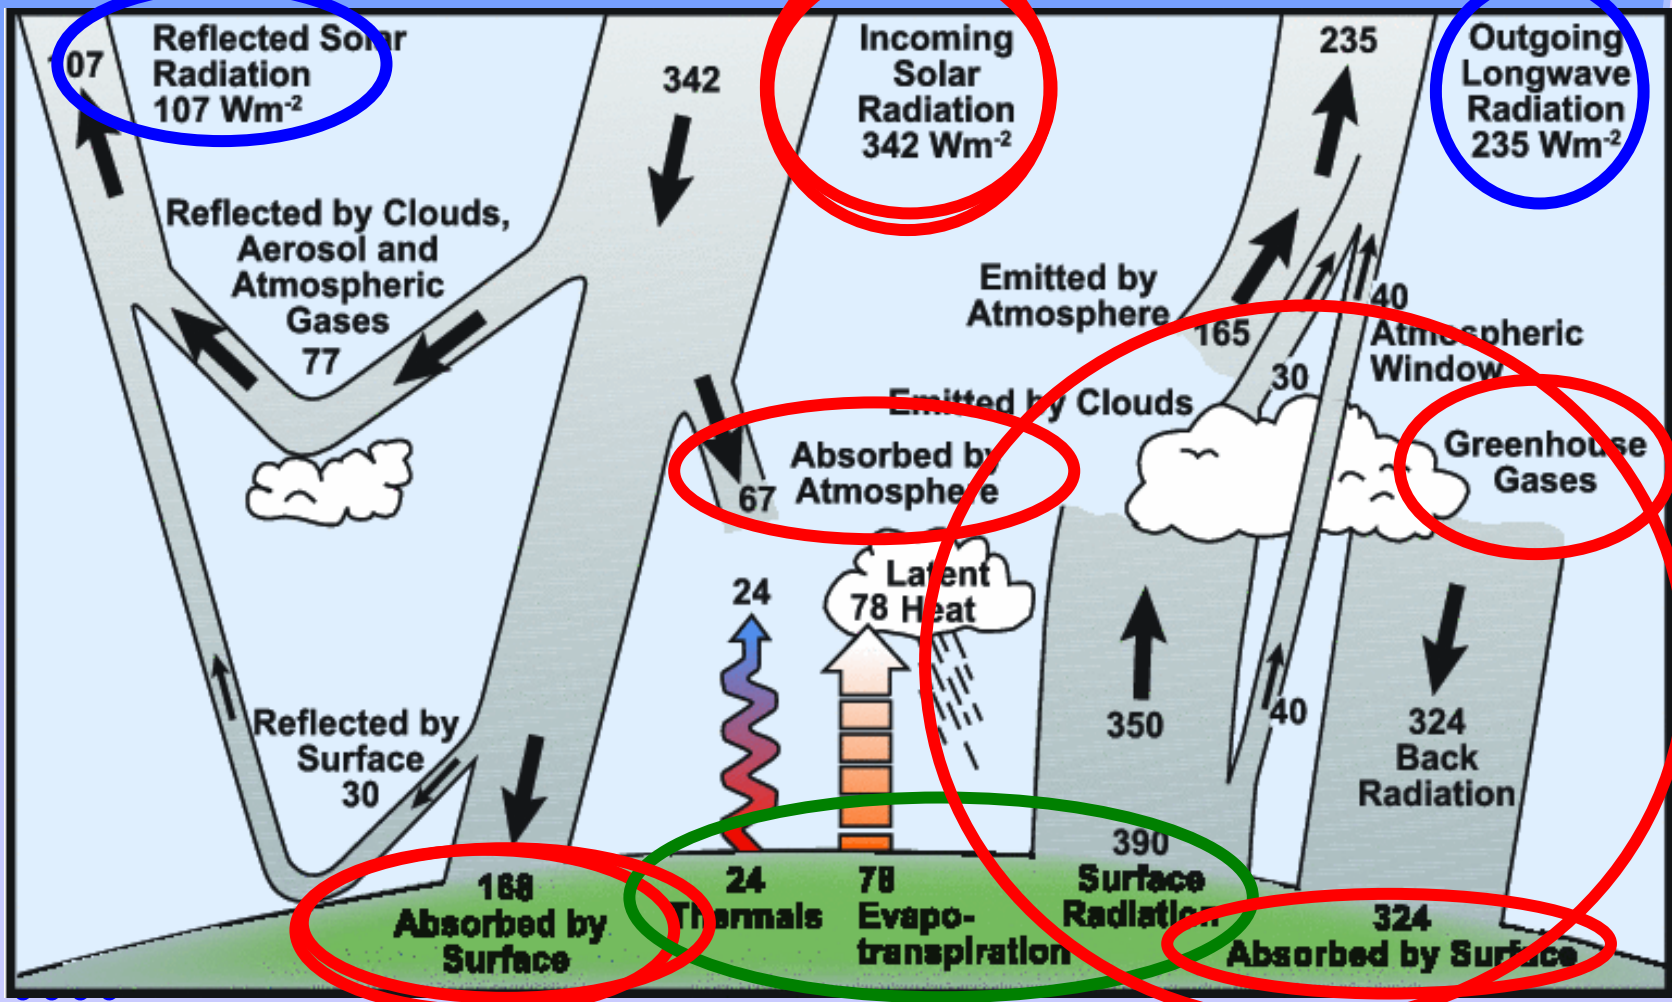 107
Reflected Solar
Radiation
107 Wm-2
342
Incoming
Solar
Radiation
342 Wm-2
235
Outgoing
Longwave
Radiation
235 Wm-2
Reflected by Clouds,
Aerosol and
Atmospheric
Gases
77
Emitted by
Atmosphere
165
40
Atmospheric
Window
30
Emitted by Clouds
Greenhouse
Gases
Absorbed by
Atmosphere
67
24
Latent
78 Heat
350
40
324
Back
Radiation
Reflected by
Surface
30
168
Absorbed by
Surface
24
Thermals
78
Evapo-
transpiration
390
Surface
Radiation
324
Absorbed by Surface